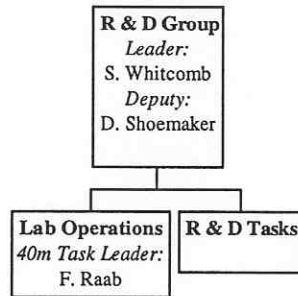 R & D Group
Leader:
S. Whitcomb
Deputy:
D. Shoemaker
Lab Operations
40m Task Leader:
F. Raab
R & D Tasks